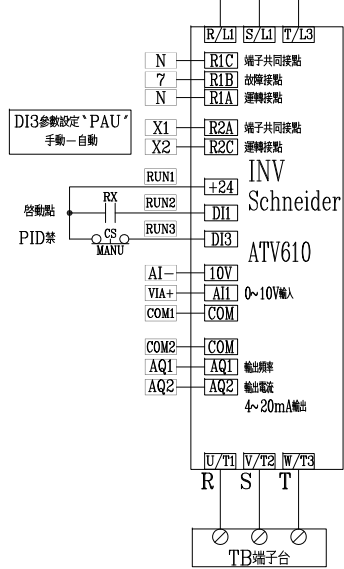 R/L1 S/L1 T/L3
N R1C 端子共同接點
7 R1B 故障接點
N R1A 運轉接點
DI3參數設定“PAU”
手動－自動
X1 R2A 端子共同接點
X2 R2C 運轉接點
INV
Schneider
ATV610
RUN1 +24
啓動點 RX RUN2 DI1
PID禁 CS MANU RUN3 DI3
AI- 10V
VIA+ AI1 0~10V輸入
COM1 COM
COM2 COM
AQ1 AQ1 輸出頻率
AQ2 AQ2 輸出電流
4~20mA輸出
U/T1 V/T2 W/T3
R S T
TB端子台